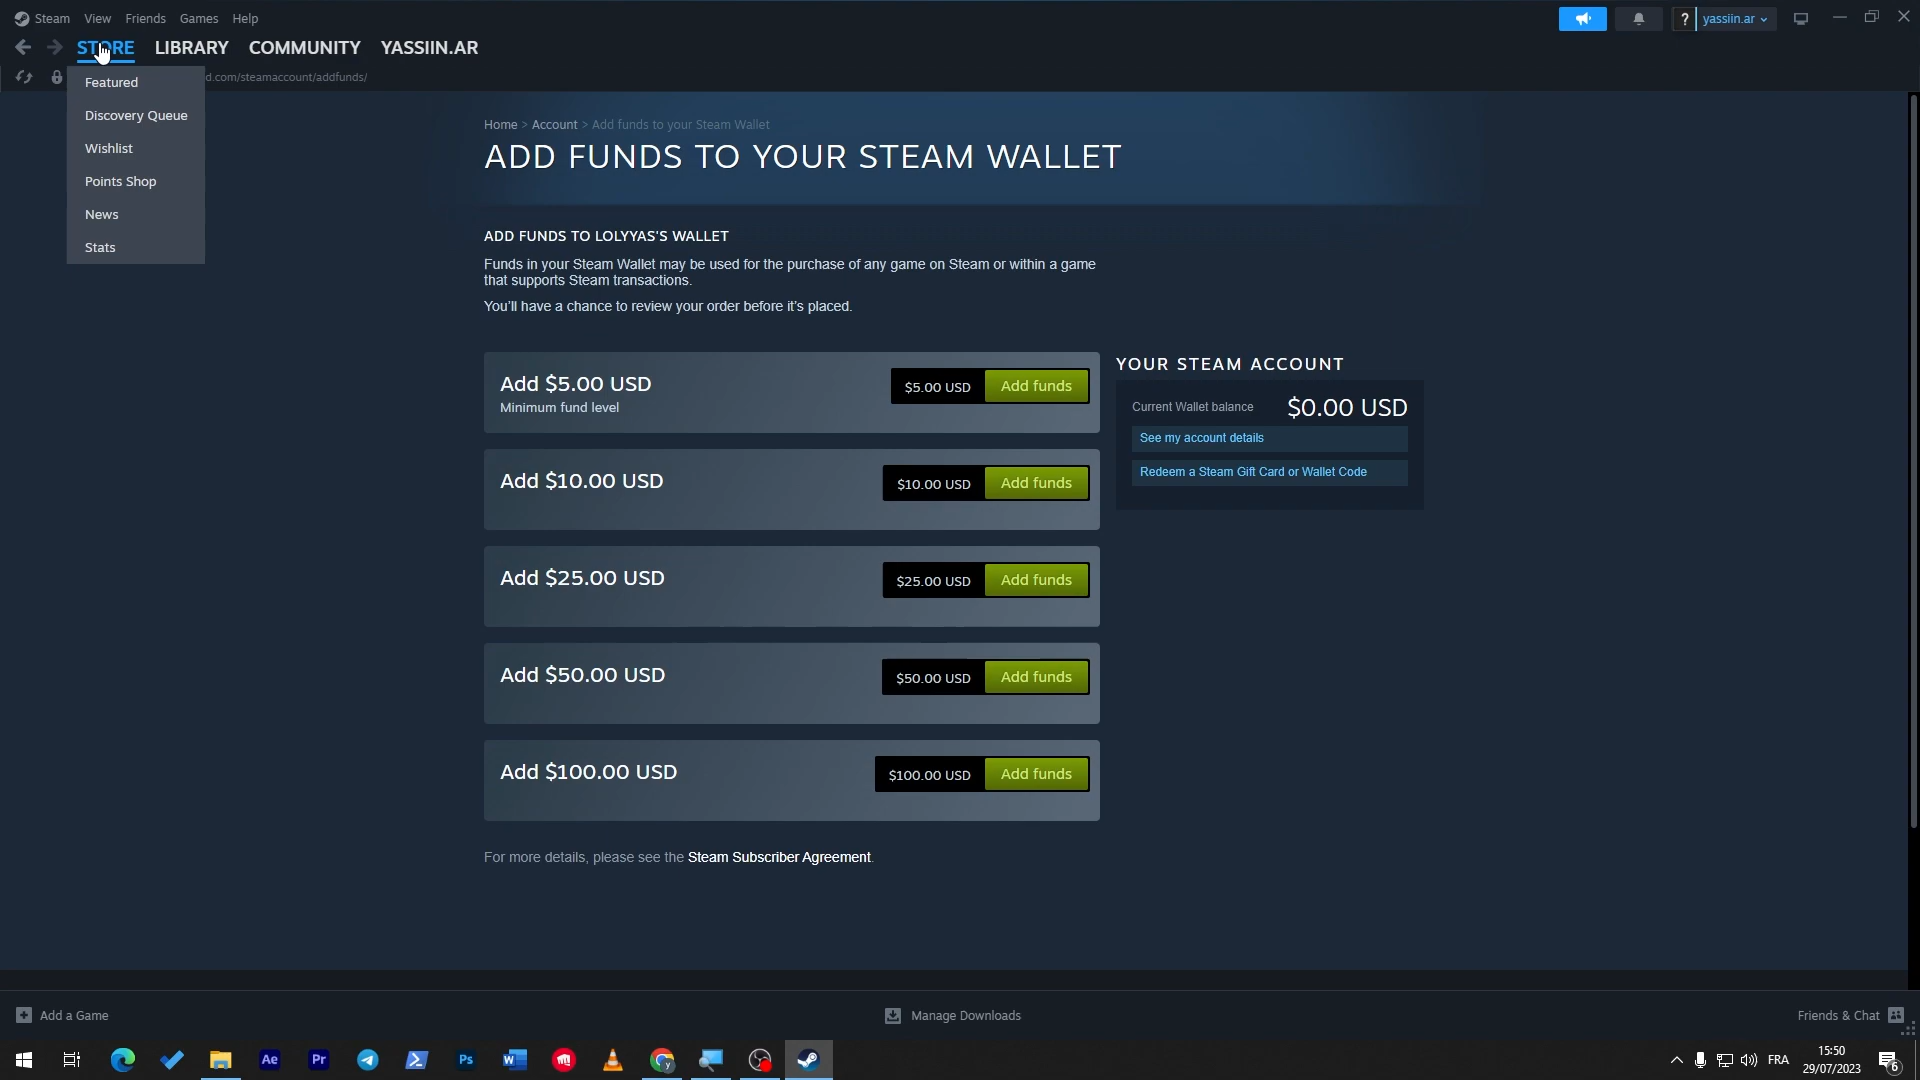 Steam View Friends Games Help
yassiin.ar
STORE LIBRARY COMMUNITY YASSIIN.AR
d.com/steamaccount/addfunds/
Featured
Discovery Queue
Wishlist
Points Shop
News
Stats
Home > Account > Add funds to your Steam Wallet
ADD FUNDS TO YOUR STEAM WALLET
ADD FUNDS TO LOLYYAS'S WALLET
Funds in your Steam Wallet may be used for the purchase of any game on Steam or within a game
that supports Steam transactions.
You'll have a chance to review your order before it's placed.
Add $5.00 USD
Minimum fund level
$5.00 USD Add funds
Add $10.00 USD
$10.00 USD Add funds
Add $25.00 USD
$25.00 USD Add funds
Add $50.00 USD
$50.00 USD Add funds
Add $100.00 USD
$100.00 USD Add funds
YOUR STEAM ACCOUNT
Current Wallet balance $0.00 USD
See my account details
Redeem a Steam Gift Card or Wallet Code
For more details, please see the Steam Subscriber Agreement.
Add a Game
Manage Downloads
Friends & Chat
Ae Pr Ps W
FRA
15:50
29/07/2023
6